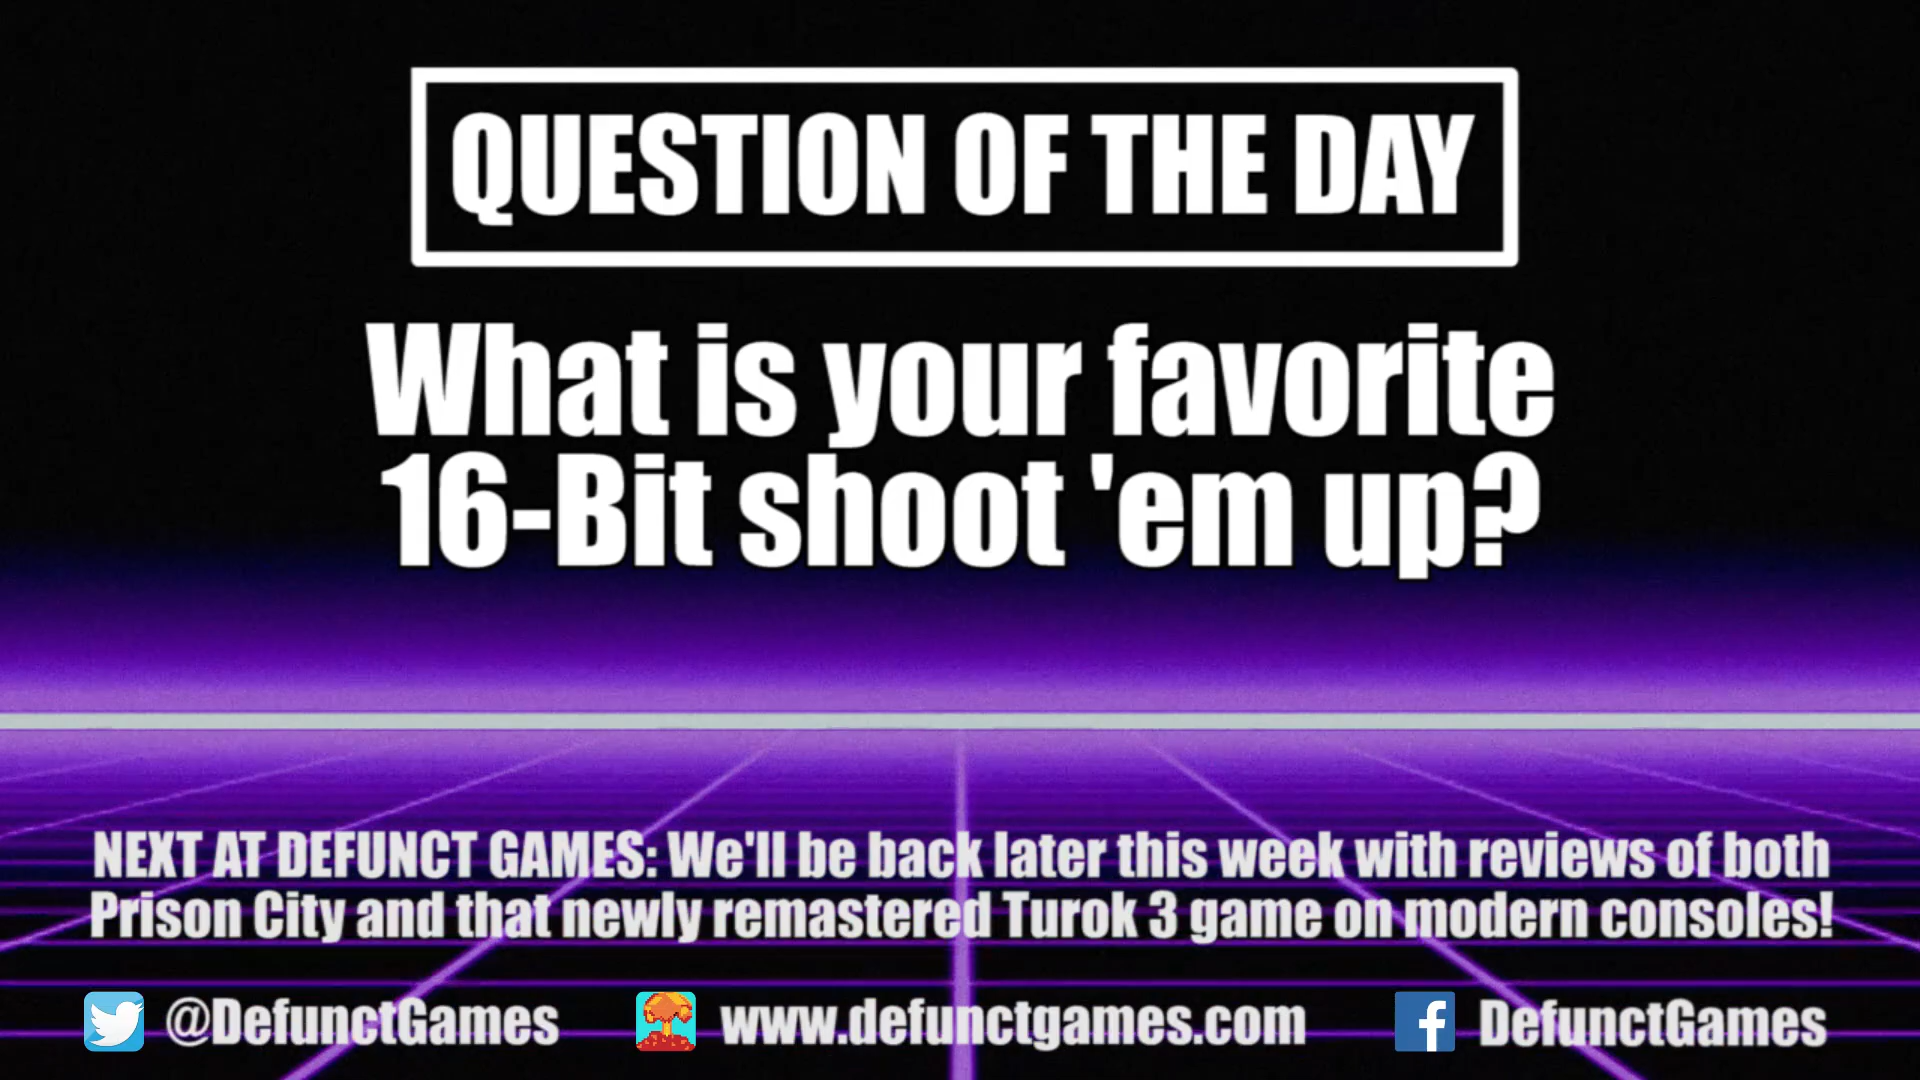 QUESTION OF THE DAY
What is your favorite
16-Bit shoot 'em up?
NEXT AT DEFUNCT GAMES: We'll be back later this week with reviews of both
Prison City and that newly remastered Turok 3 game on modern consoles!
@DefunctGames
www.defunctgames.com
DefunctGames